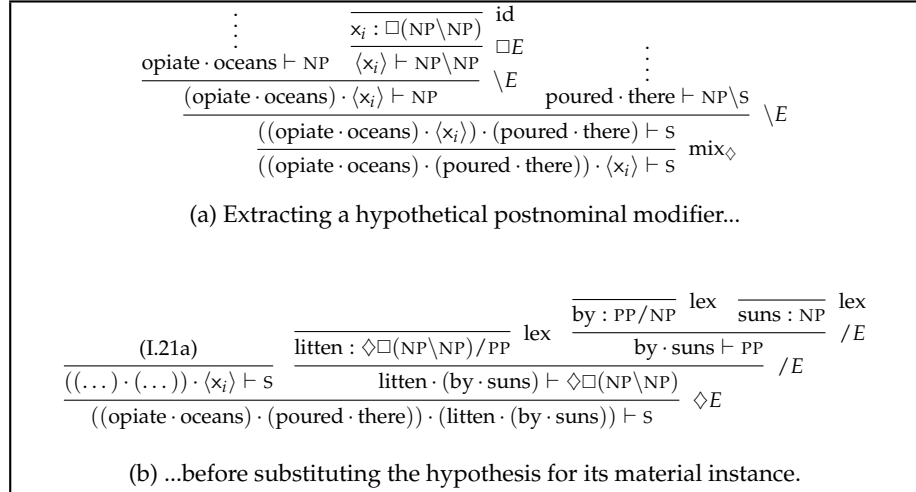 ⋮ x_i : □(NP\NP) id
opiate · oceans ⊢ NP ⟨x_i⟩ ⊢ NP\NP □E ⋮
(opiate · oceans) · ⟨x_i⟩ ⊢ NP \E poured · there ⊢ NP\S
((opiate · oceans) · ⟨x_i⟩) · (poured · there) ⊢ S \E
((opiate · oceans) · (poured · there)) · ⟨x_i⟩ ⊢ S mix◇
(a) Extracting a hypothetical postnominal modifier...
by : PP/NP lex suns : NP lex
(I.21a) litten : ◇□(NP\NP)/PP lex by · suns ⊢ PP /E
((...) · (...)) · ⟨x_i⟩ ⊢ S litten · (by · suns) ⊢ ◇□(NP\NP) /E
((opiate · oceans) · (poured · there)) · (litten · (by · suns)) ⊢ S ◇E
(b) ...before substituting the hypothesis for its material instance.